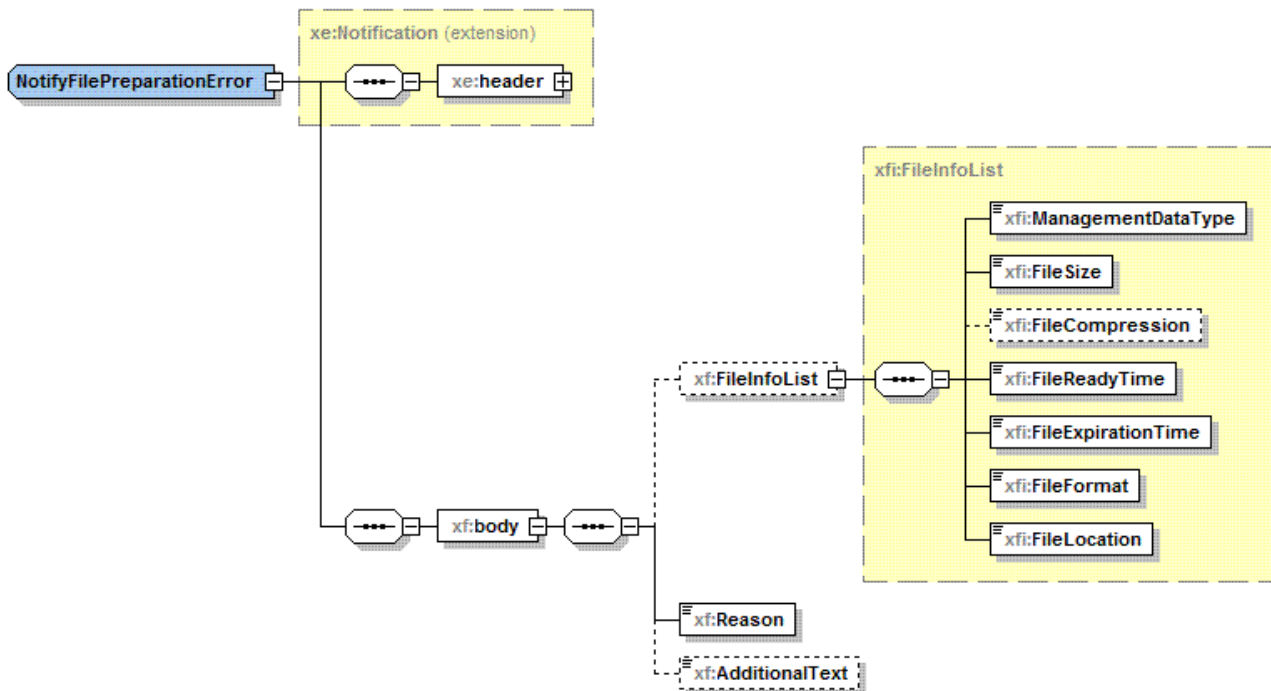 xe:Notification (extension)
NotifyFilePreparationError
xe:header
xfi:FileInfoList
xfi:ManagementDataType
xfi:FileSize
xfi:FileCompression
xf:FileInfoList
xfi:FileReadyTime
xfi:FileExpirationTime
xfi:FileFormat
xf:body
xfi:FileLocation
xf:Reason
xf:AdditionalText